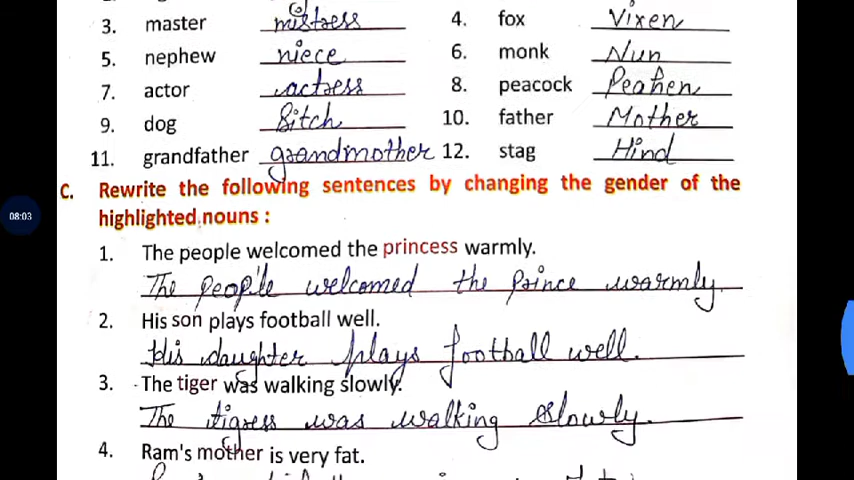 3. master mistress 4. fox Vixen
5. nephew niece 6. monk Nun
7. actor actress 8. peacock Peahen
9. dog Bitch 10. father Mother
11. grandfather grandmother 12. stag Hind
C. Rewrite the following sentences by changing the gender of the
highlighted nouns :
08:03
1. The people welcomed the princess warmly.
The people welcomed the prince warmly.
2. His son plays football well.
His daughter plays football well.
3. The tiger was walking slowly.
The tigress was walking slowly.
4. Ram's mother is very fat.